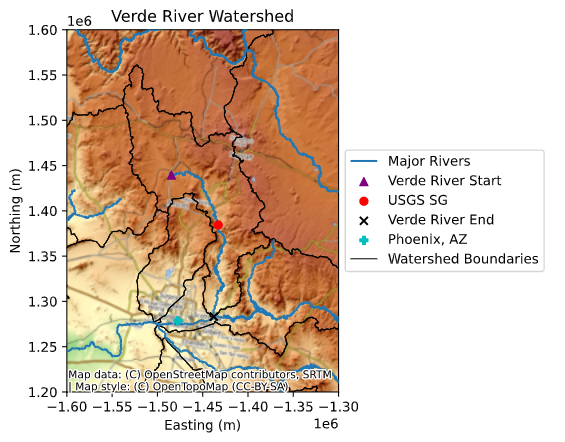 Verde River Watershed
1e6
1.60
1.55
1.50
1.45
1.40
1.35
1.30
1.25
1.20
Northing (m)
Major Rivers
Verde River Start
USGS SG
Verde River End
Phoenix, AZ
Watershed Boundaries
Map data: (C) OpenStreetMap contributors, SRTM
Map style: (C) OpenTopoMap (CC-BY-SA)
−1.60 −1.55 −1.50 −1.45 −1.40 −1.35 −1.30
Easting (m)
1e6